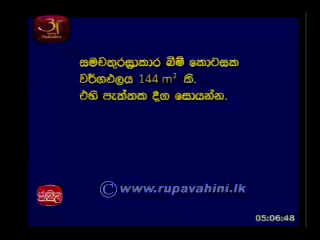 සමචතුරස්‍රාකාර බිම් කොටසක
වර්ගඵලය 144 m² කි.
එහි පැත්තක දිග සොයන්න.
©www.rupavahini.lk
05:06:48